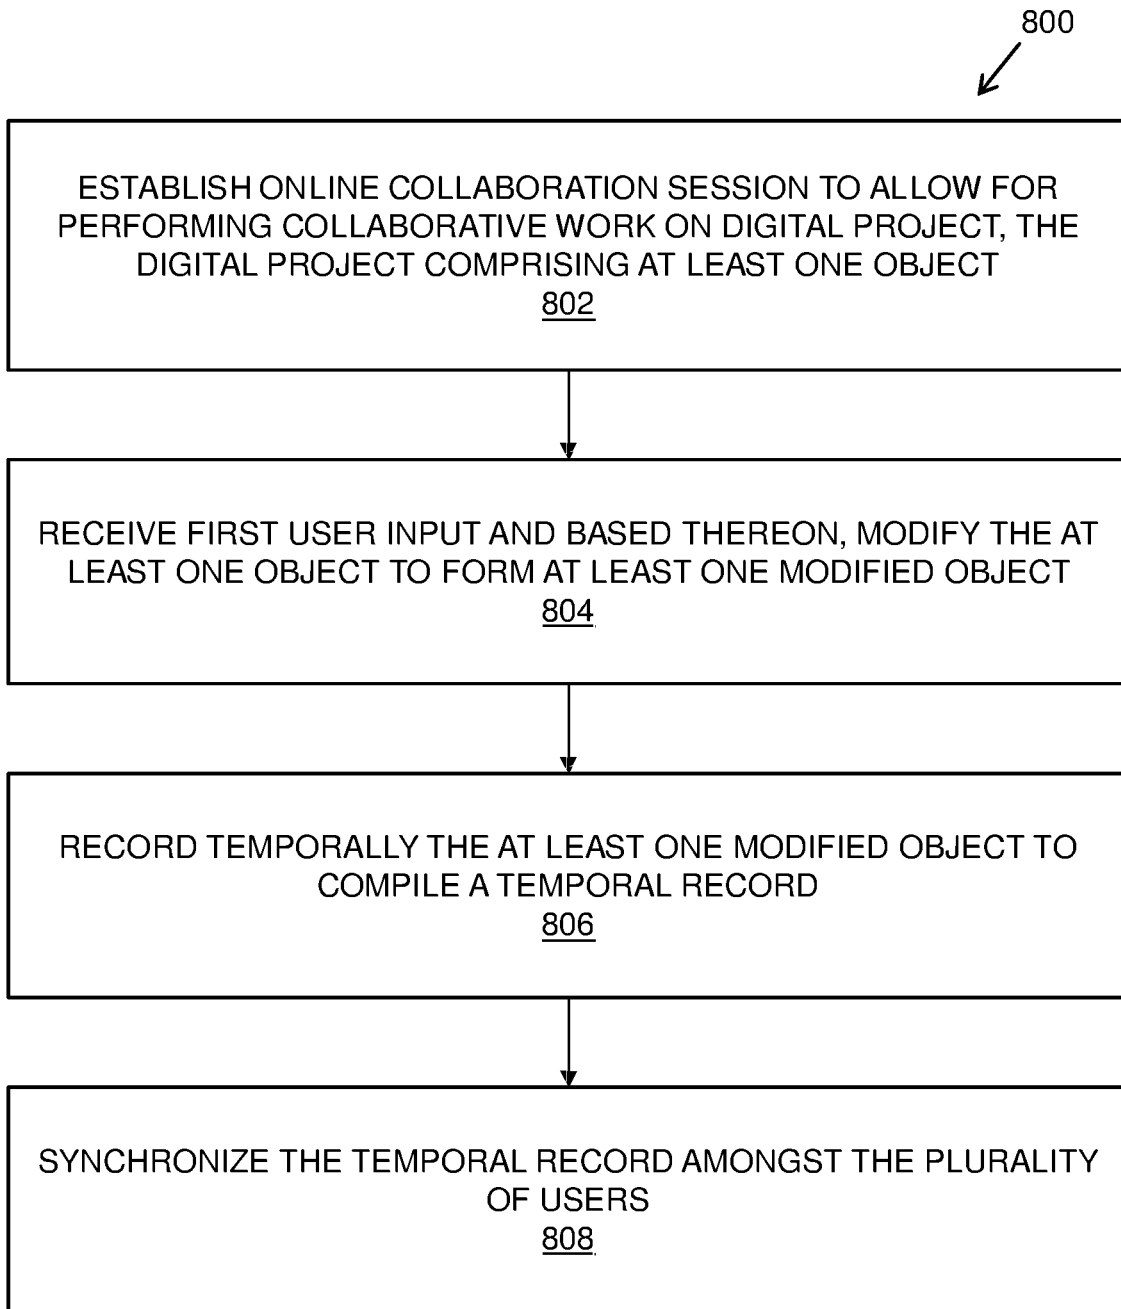 800
ESTABLISH ONLINE COLLABORATION SESSION TO ALLOW FOR
PERFORMING COLLABORATIVE WORK ON DIGITAL PROJECT, THE
DIGITAL PROJECT COMPRISING AT LEAST ONE OBJECT
802
RECEIVE FIRST USER INPUT AND BASED THEREON, MODIFY THE AT
LEAST ONE OBJECT TO FORM AT LEAST ONE MODIFIED OBJECT
804
RECORD TEMPORALLY THE AT LEAST ONE MODIFIED OBJECT TO
COMPILE A TEMPORAL RECORD
806
SYNCHRONIZE THE TEMPORAL RECORD AMONGST THE PLURALITY
OF USERS
808